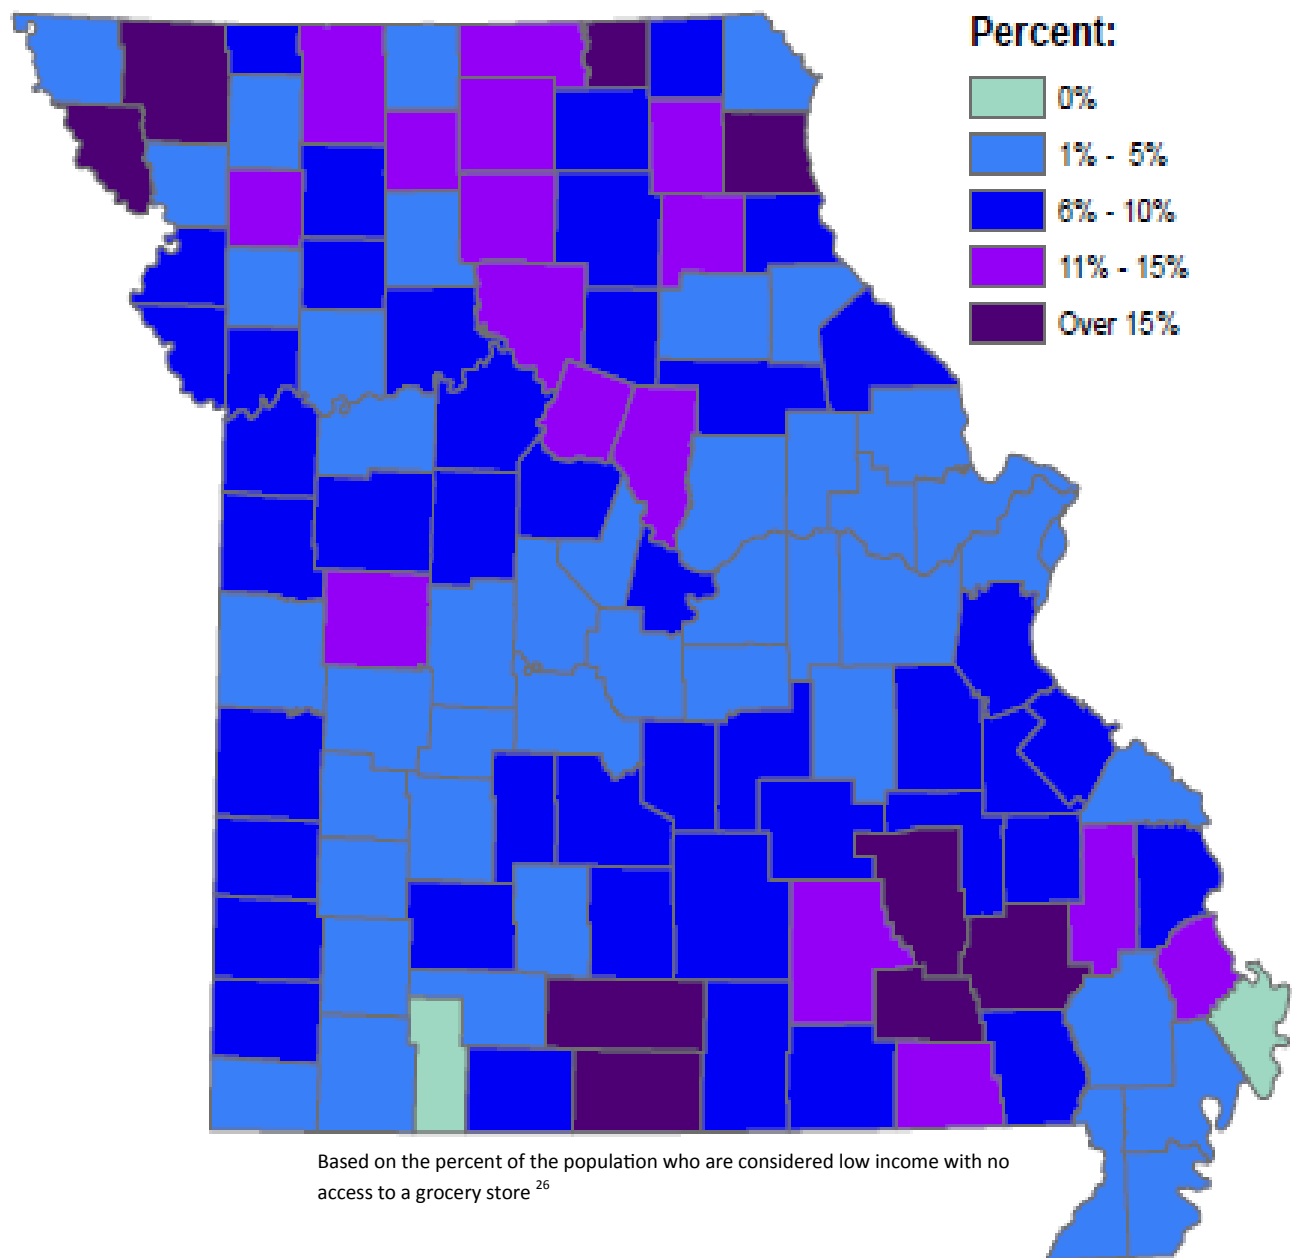 Percent:
0%
1% - 5%
6% - 10%
11% - 15%
Over 15%
Based on the percent of the population who are considered low income with no
access to a grocery store 26